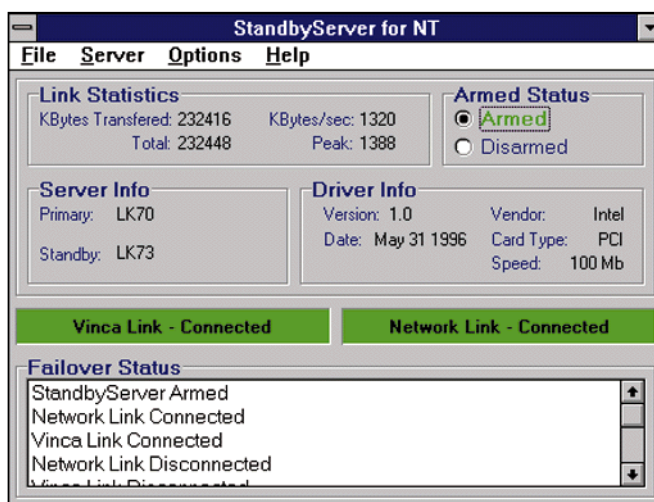 StandbyServer for NT
File Server Options Help
Link Statistics
KBytes Transfered: 232416 KBytes/sec: 1320
Total: 232448 Peak: 1388
Armed Status
Armed
Disarmed
Server Info
Primary: LK70
Standby: LK73
Driver Info
Version: 1.0 Vendor: Intel
Date: May 31 1996 Card Type: PCI
Speed: 100 Mb
Vinca Link - Connected
Network Link - Connected
Failover Status
StandbyServer Armed
Network Link Connected
Vinca Link Connected
Network Link Disconnected
Vinca Link Disconnected